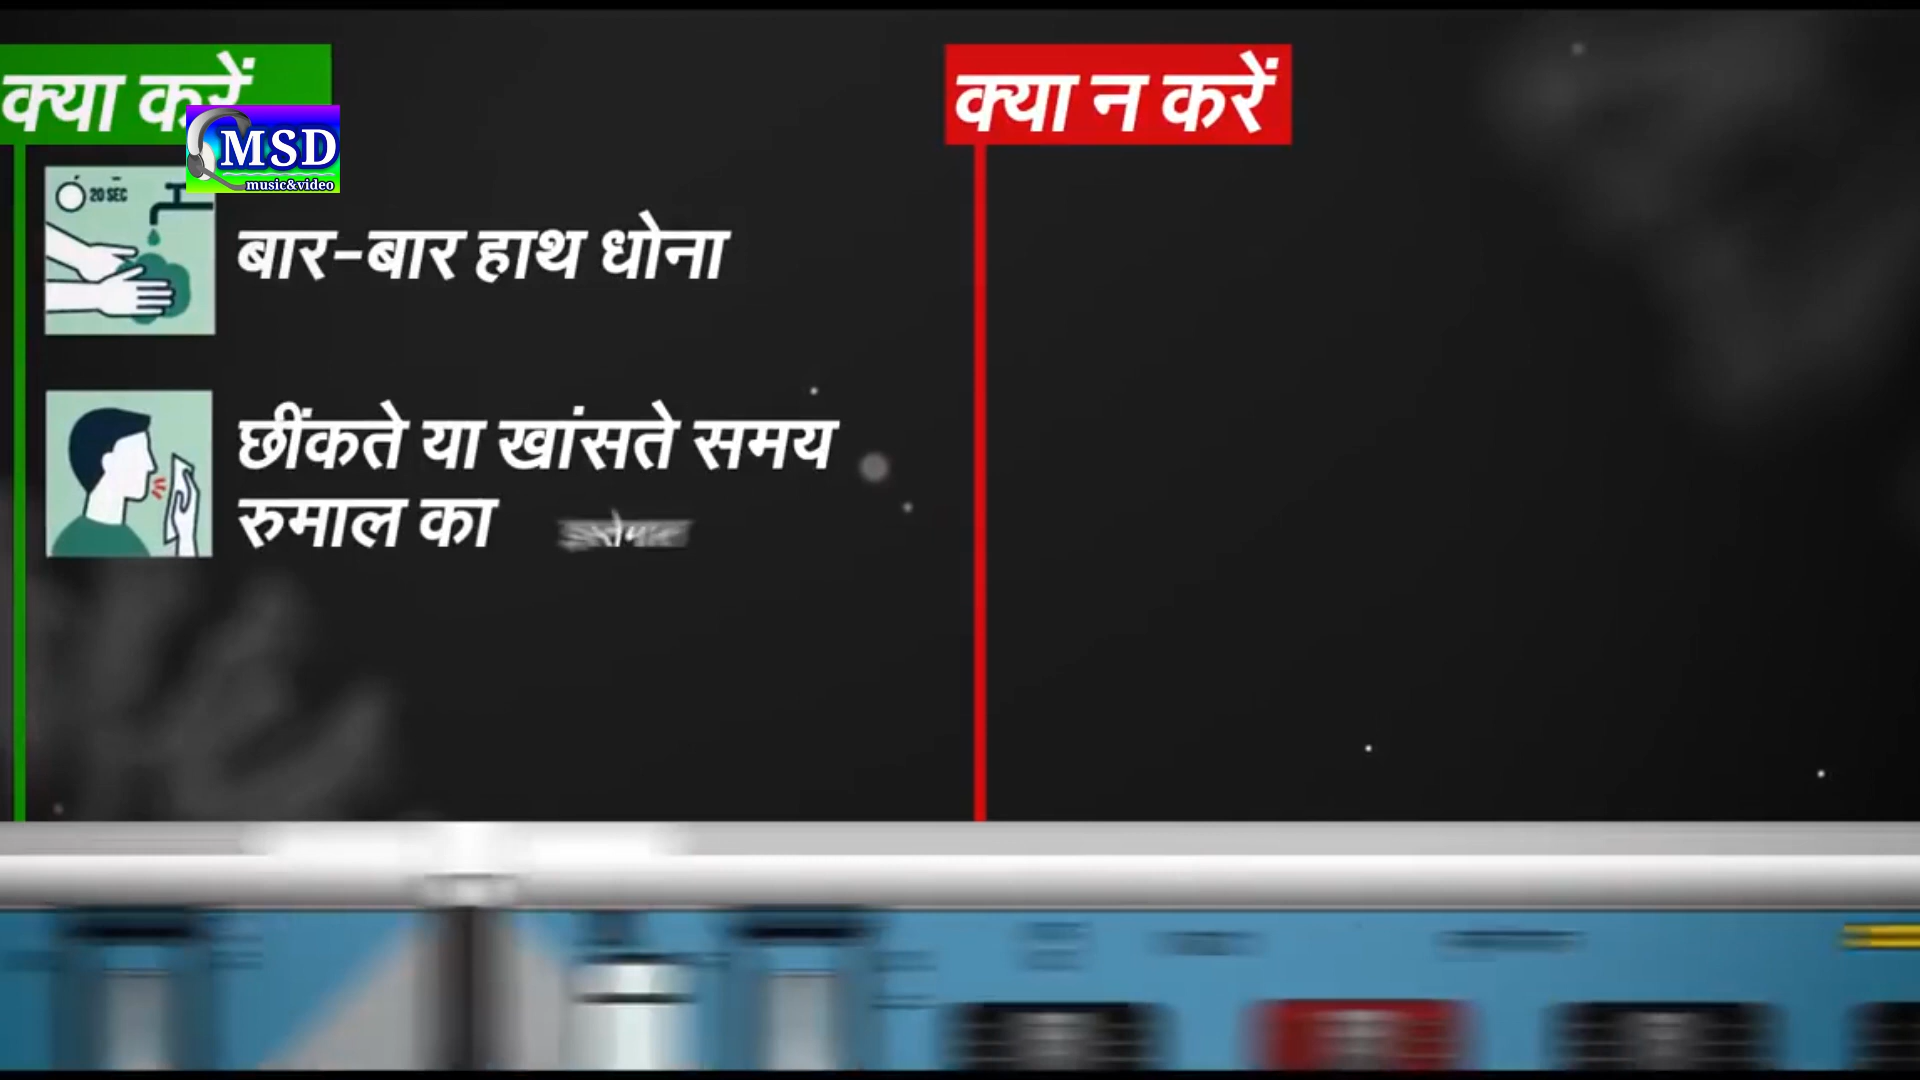 क्या करें
क्या न करें
MSD
music&video
20 SEC
बार-बार हाथ धोना
छींकते या खांसते समय
रुमाल का